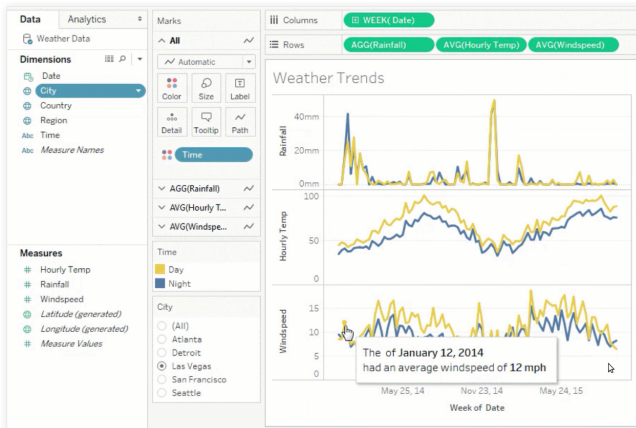 Data
Analytics
Weather Data
Dimensions
Date
City
Country
Region
Abc Time
Abc Measure Names
Measures
Hourly Temp
Rainfall
Windspeed
Latitude (generated)
Longitude (generated)
Measure Values
Marks
All
Automatic
Color
Size
Label
Detail
Tooltip
Path
Time
AGG(Rainfall)
AVG(Hourly T...
AVG(Windspe...
Time
Day
Night
City
(All)
Atlanta
Detroit
Las Vegas
San Francisco
Seattle
Columns
WEEK( Date)
Rows
AGG(Rainfall)
AVG(Hourly Temp)
AVG(Windspeed)
Weather Trends
Rainfall
40mm
20mm
0mm
Hourly Temp
100
50
0
Windspeed
15
10
5
0
The of January 12, 2014
had an average windspeed of 12 mph
May 25, 14
Nov 23, 14
May 24, 15
Week of Date